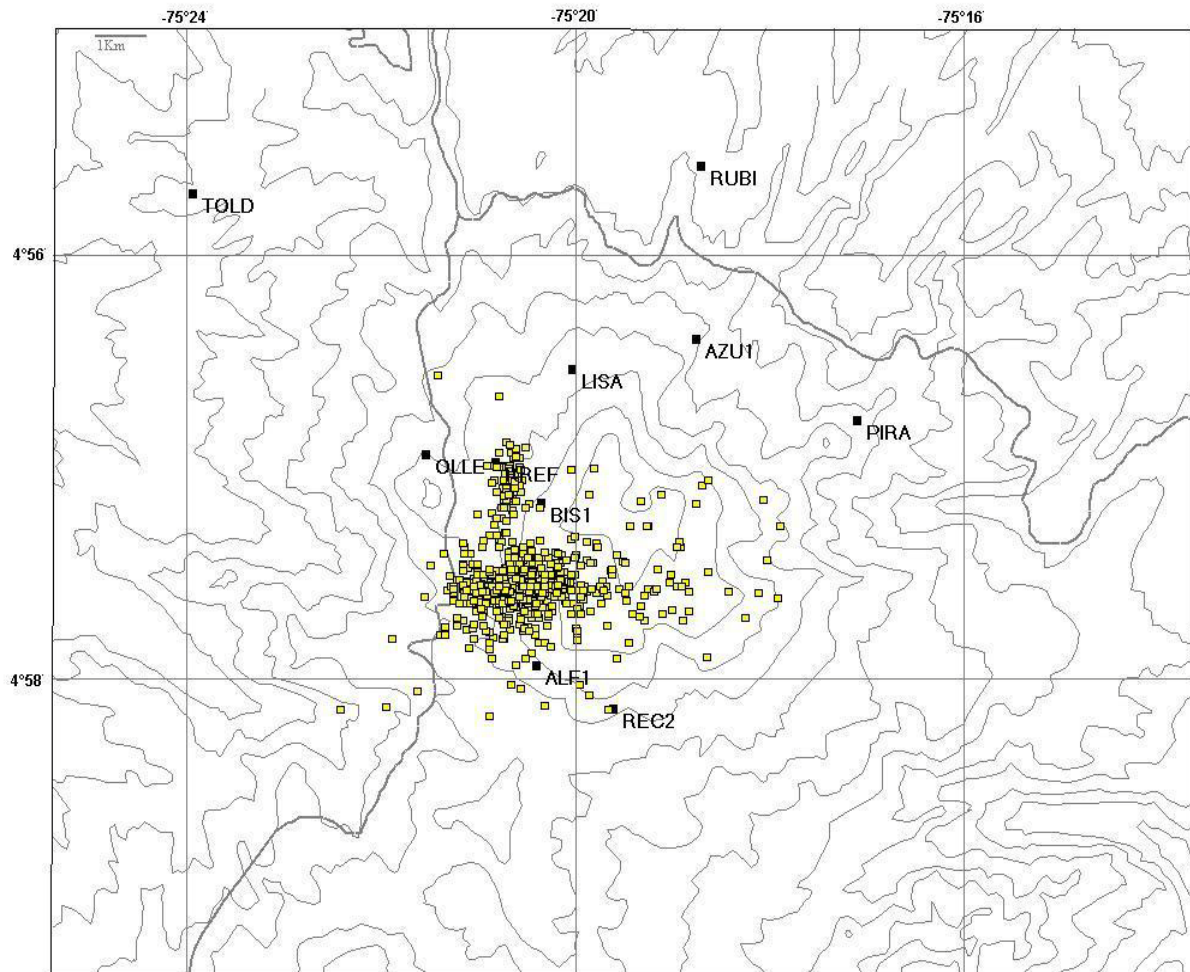 -75°24'
-75°20'
-75°16'
1Km
RUBI
TOLD
4°56'
AZU1
LISA
PIRA
OLLE
RREF
BIS1
ALF1
4°58'
REC2